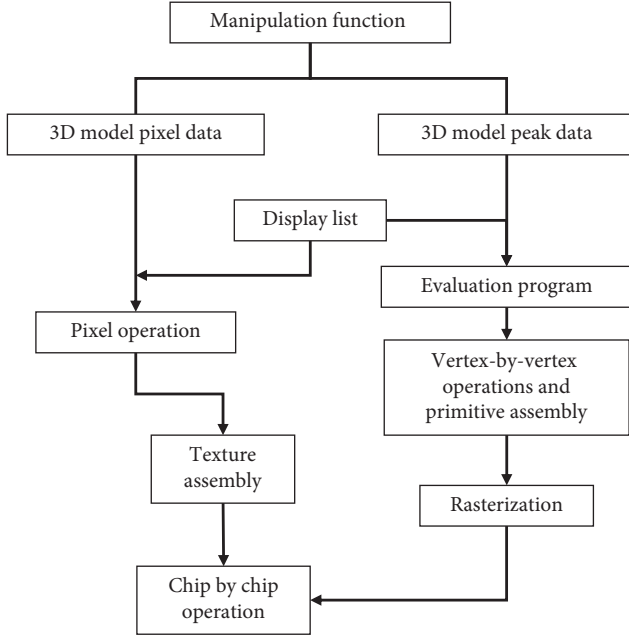 Manipulation function
3D model pixel data
3D model peak data
Display list
Evaluation program
Pixel operation
Vertex-by-vertex
operations and
primitive assembly
Texture
assembly
Rasterization
Chip by chip
operation